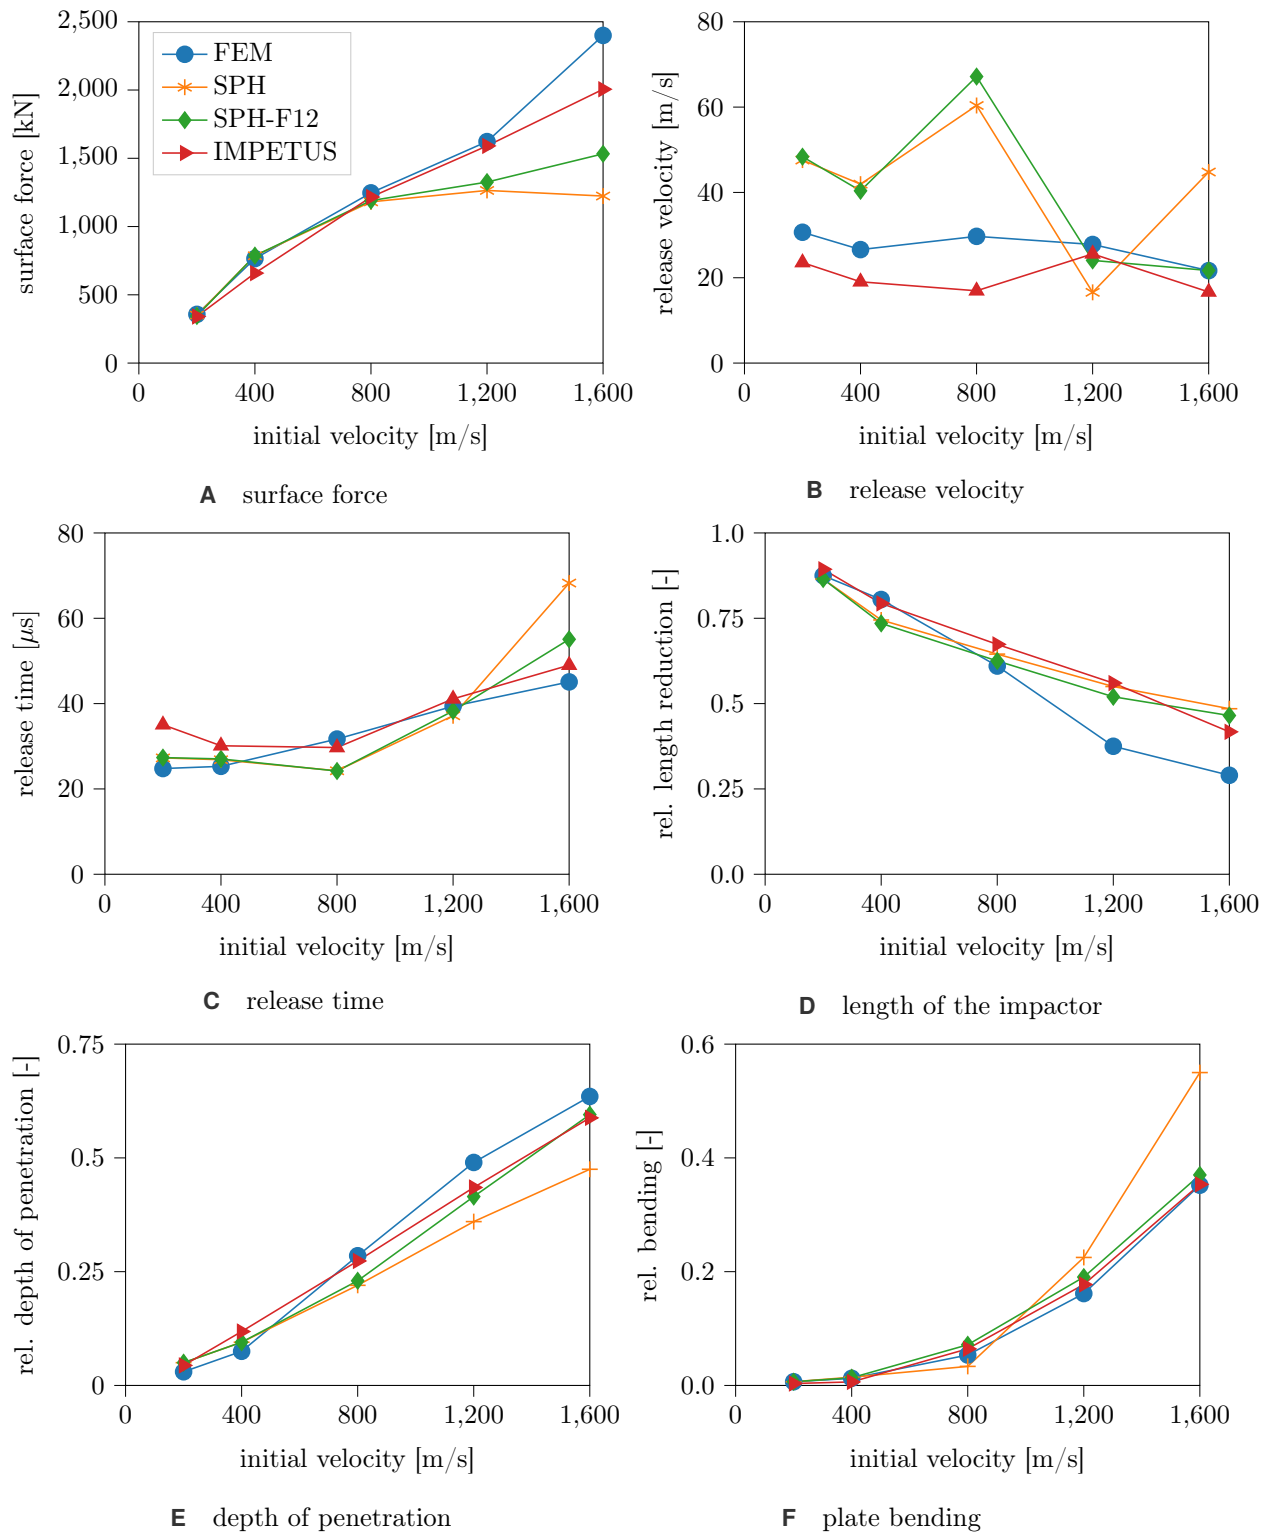 2,500
2,000
1,500
1,000
500
0
surface force [kN]
FEM
SPH
SPH-F12
IMPETUS
0 400 800 1,200 1,600
initial velocity [m/s]
A surface force
80
60
40
20
0
release velocity [m/s]
0 400 800 1,200 1,600
initial velocity [m/s]
B release velocity
80
60
40
20
0
release time [μs]
0 400 800 1,200 1,600
initial velocity [m/s]
C release time
1.0
0.75
0.5
0.25
0.0
rel. length reduction [-]
0 400 800 1,200 1,600
initial velocity [m/s]
D length of the impactor
0.75
0.5
0.25
0
rel. depth of penetration [-]
0 400 800 1,200 1,600
initial velocity [m/s]
E depth of penetration
0.6
0.4
0.2
0.0
rel. bending [-]
0 400 800 1,200 1,600
initial velocity [m/s]
F plate bending